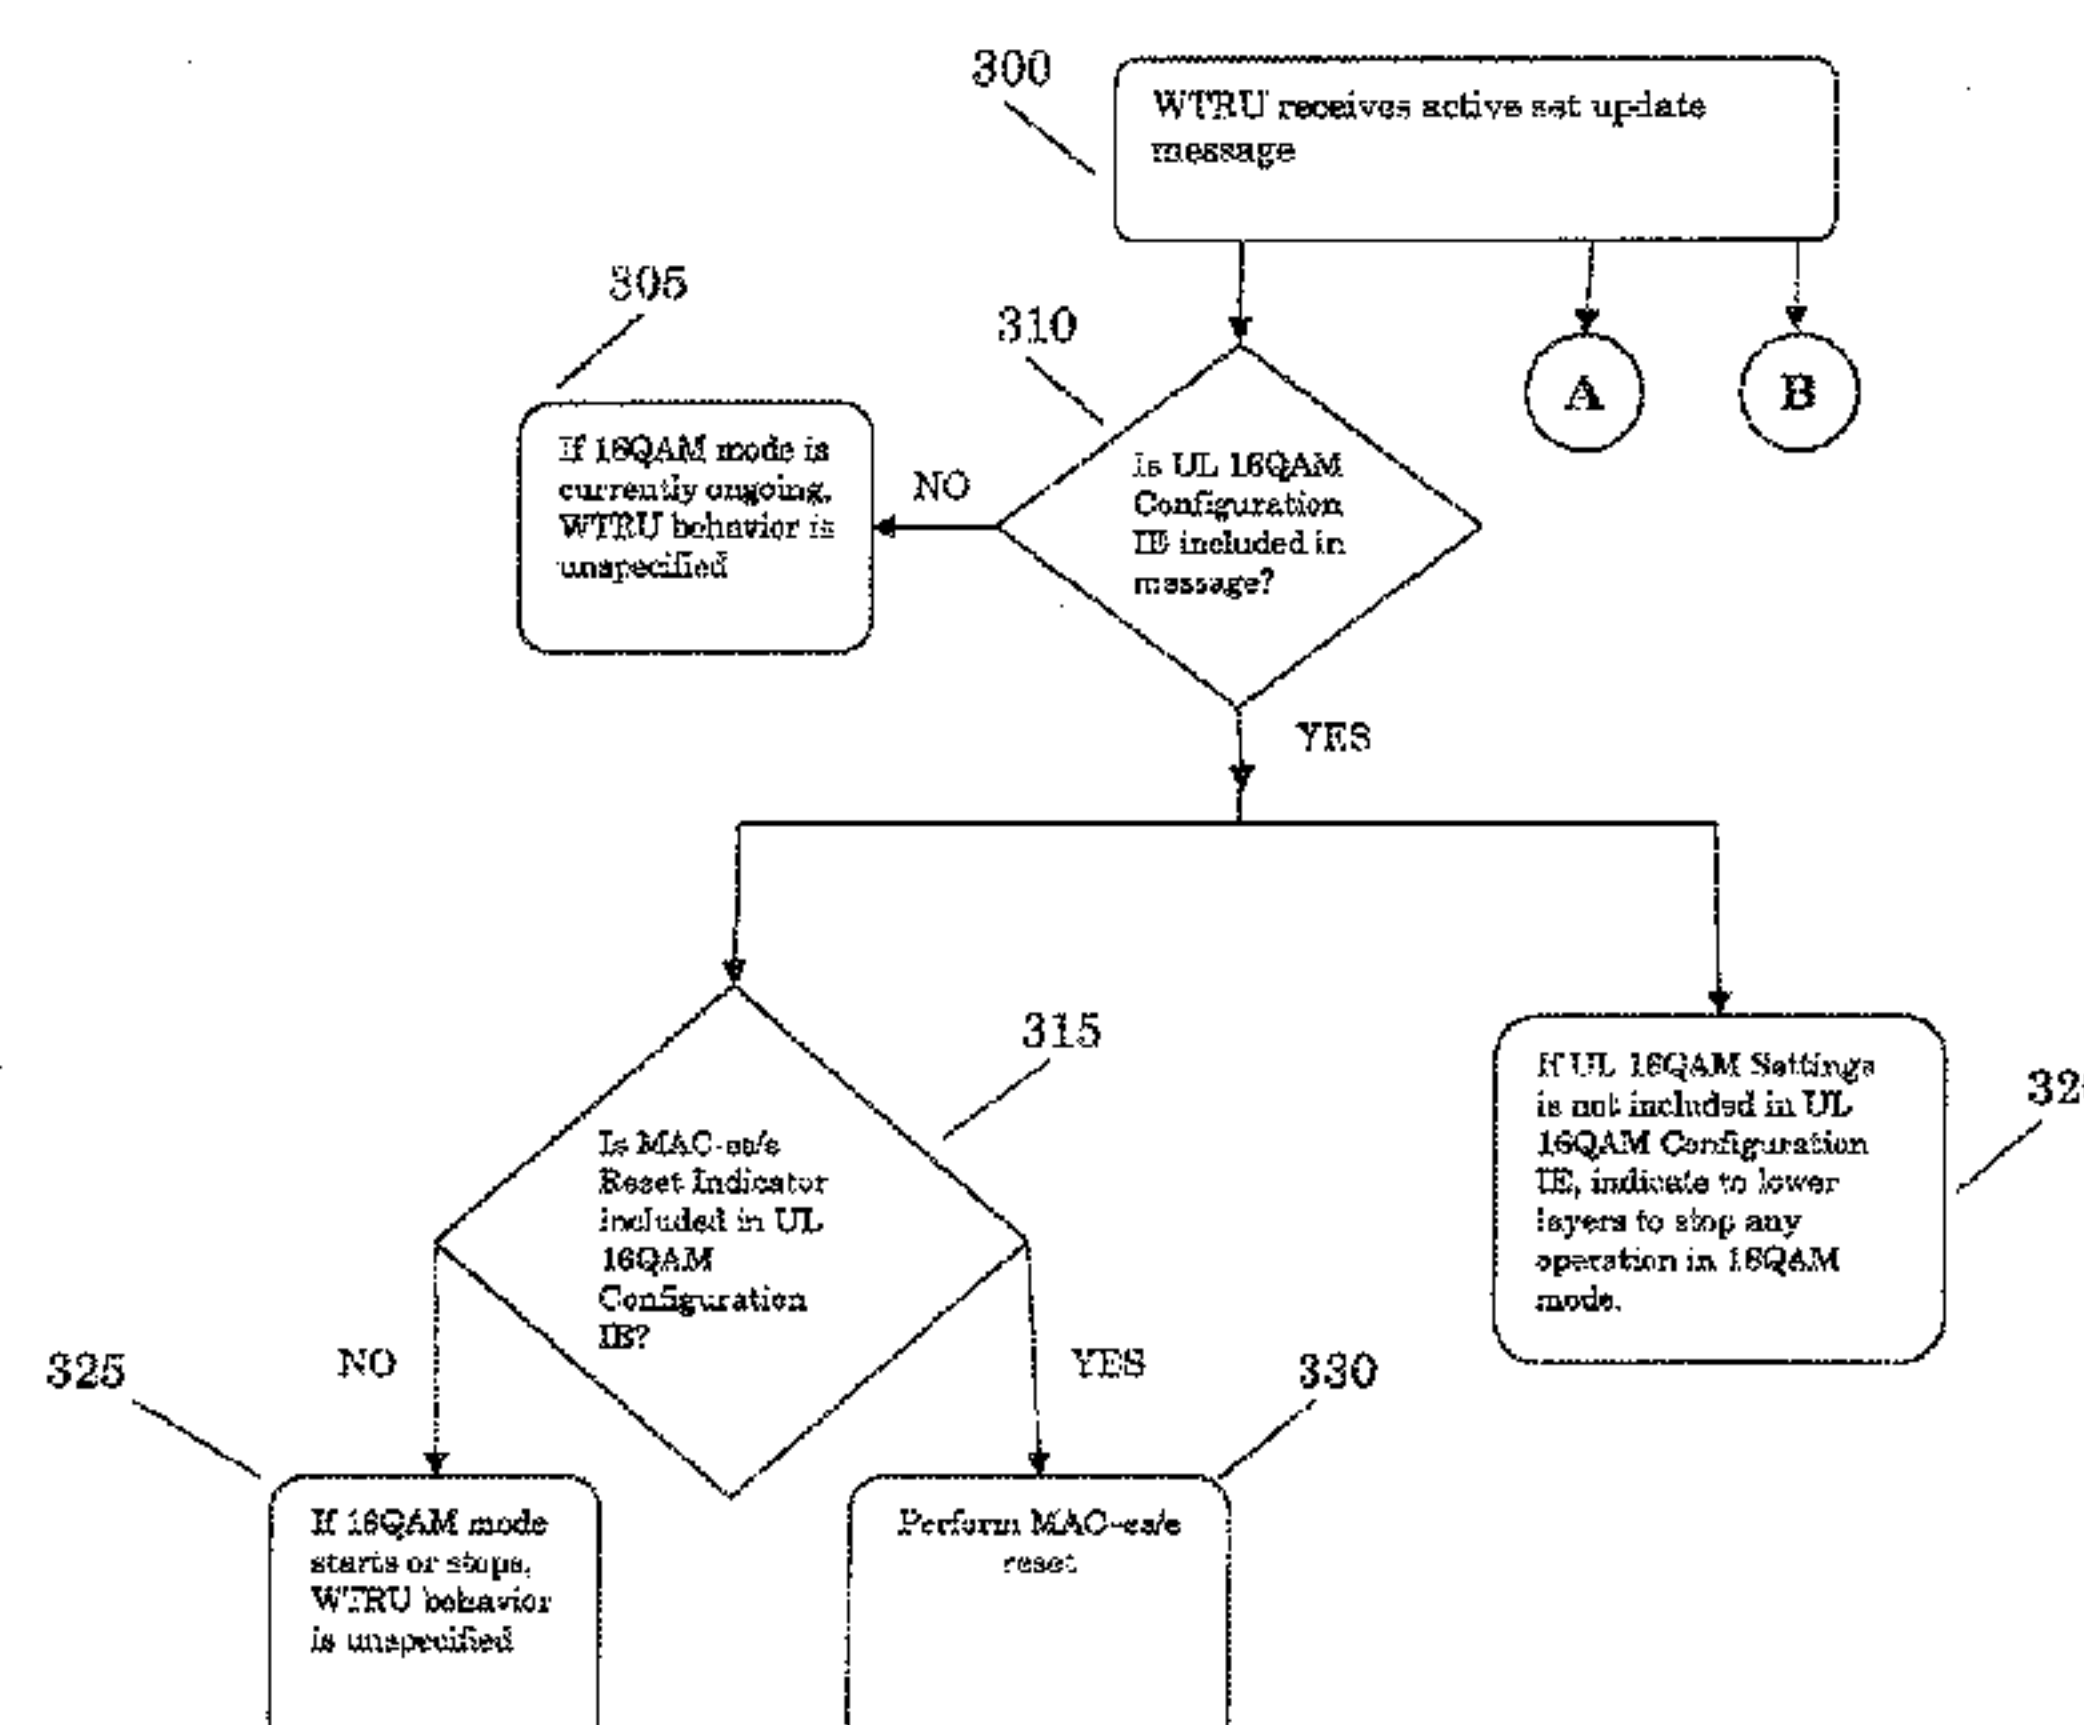 300
WTRU receives active set update
message
305
310
A
B
If 16QAM mode is
currently ongoing,
WTRU behavior is
unspecified
NO
Is UL 16QAM
Configuration
IE included in
message?
YES
315
If UL 16QAM Settings
is not included in UL
16QAM Configuration
IE, indicate to lower
layers to stop any
operation in 16QAM
mode.
32
Is MAC-es/e
Reset Indicator
included in UL
16QAM
Configuration
IE?
325
NO
YES
330
If 16QAM mode
starts or stops,
WTRU behavior
is unspecified
Perform MAC-es/e
reset